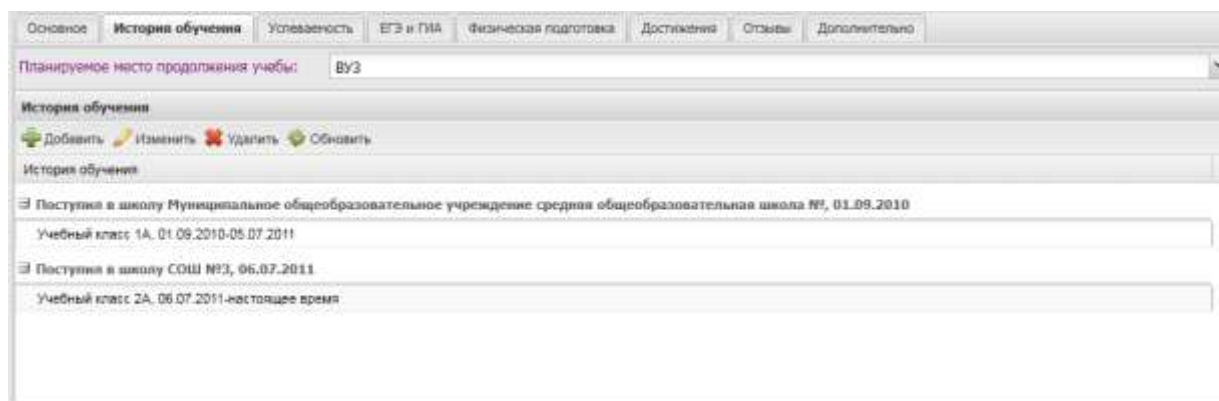 Основное История обучения Успеваемость ЕГЭ и ГИА Физическая подготовка Достижения Отзывы Дополнительно
Планируемое место продолжения учебы: ВУЗ
История обучения
Добавить Изменить Удалить Обновить
История обучения
Поступил в школу Муниципальное общеобразовательное учреждение средняя общеобразовательная школа №, 01.09.2010
Учебный класс 1А, 01.09.2010-05.07.2011
Поступил в школу СОШ №3, 06.07.2011
Учебный класс 2А, 06.07.2011-настоящее время